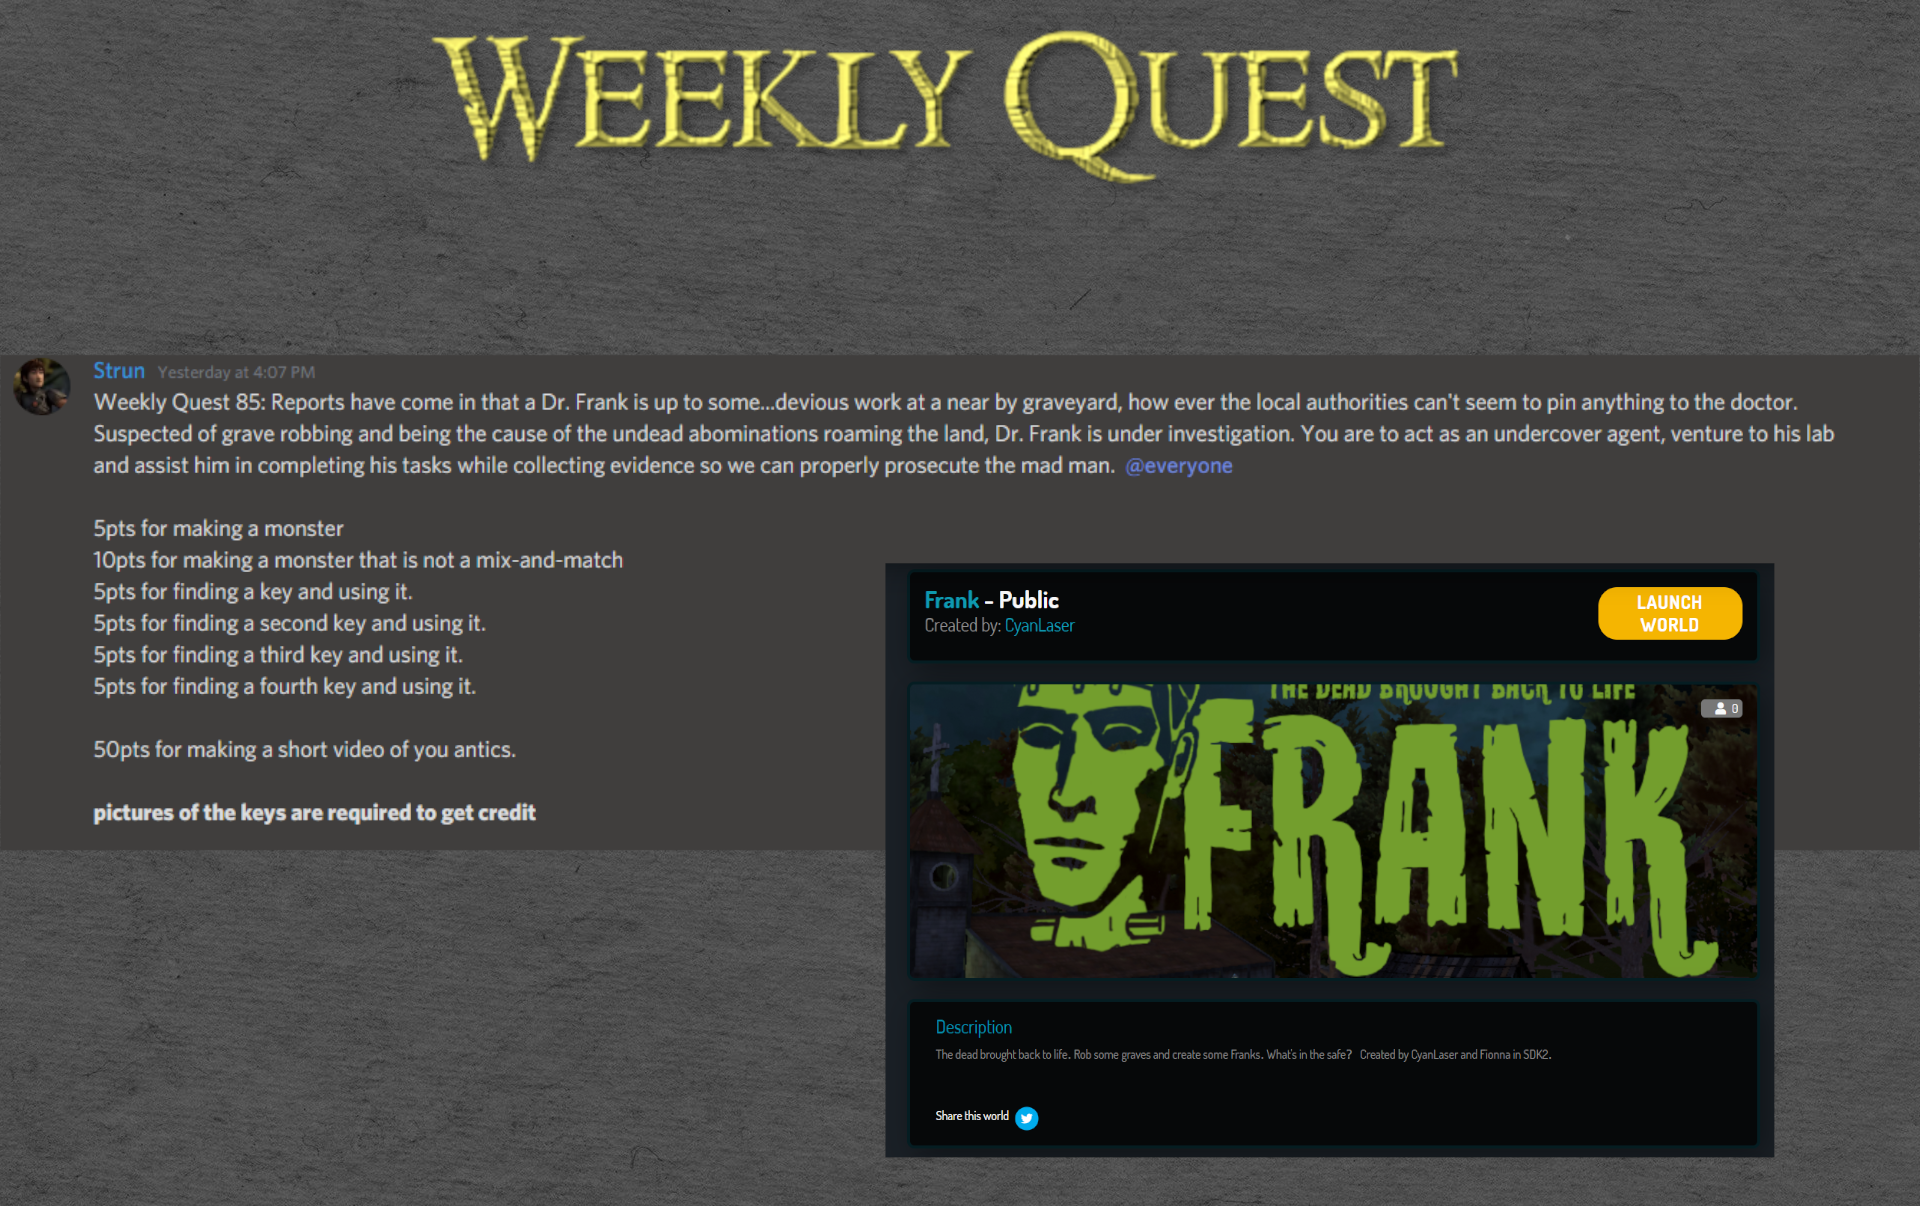 WEEKLY QUEST
Strun Yesterday at 4:07 PM
Weekly Quest 85: Reports have come in that a Dr. Frank is up to some...devious work at a near by graveyard, how ever the local authorities can't seem to pin anything to the doctor.
Suspected of grave robbing and being the cause of the undead abominations roaming the land, Dr. Frank is under investigation. You are to act as an undercover agent, venture to his lab
and assist him in completing his tasks while collecting evidence so we can properly prosecute the mad man. @everyone
5pts for making a monster
10pts for making a monster that is not a mix-and-match
5pts for finding a key and using it.
5pts for finding a second key and using it.
5pts for finding a third key and using it.
5pts for finding a fourth key and using it.
50pts for making a short video of you antics.
pictures of the keys are required to get credit
Frank - Public
Created by: CyanLaser
LAUNCH
WORLD
THE DEAD BROUGHT BACK TO LIFE
0
FRANK
Description
The dead brought back to life. Rob some graves and create some Franks. What's in the safe? Created by CyanLaser and Fionna in SDK2.
Share this world